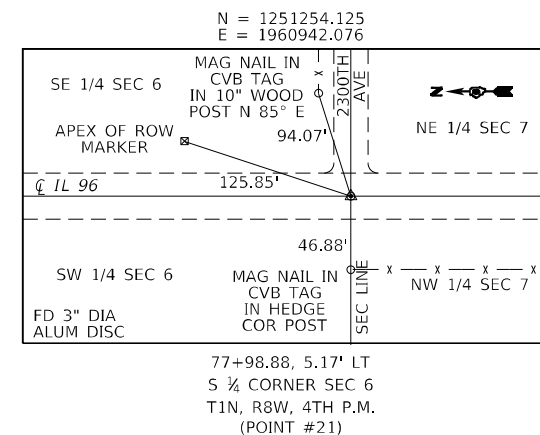 N = 1251254.125
E = 1960942.076
SE 1/4 SEC 6
MAG NAIL IN
CVB TAG
IN 10" WOOD
POST N 85° E
2300TH
AVE
N
NE 1/4 SEC 7
APEX OF ROW
MARKER
94.07'
125.85'
℄ IL 96
46.88'
SW 1/4 SEC 6
MAG NAIL IN
CVB TAG
IN HEDGE
COR POST
SEC LINE
X X X X
NW 1/4 SEC 7
FD 3" DIA
ALUM DISC
77+98.88, 5.17' LT
S ¼ CORNER SEC 6
T1N, R8W, 4TH P.M.
(POINT #21)